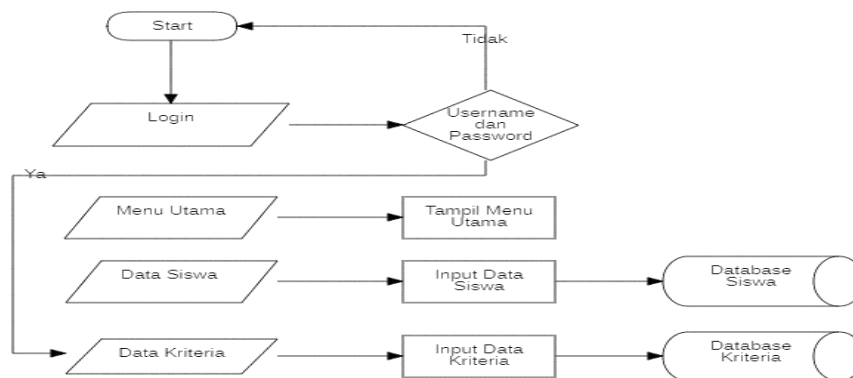 Start
Tidak
Login
Username
dan
Password
Ya
Menu Utama
Tampil Menu
Utama
Data Siswa
Input Data
Siswa
Database
Siswa
Data Kriteria
Input Data
Kriteria
Database
Kriteria